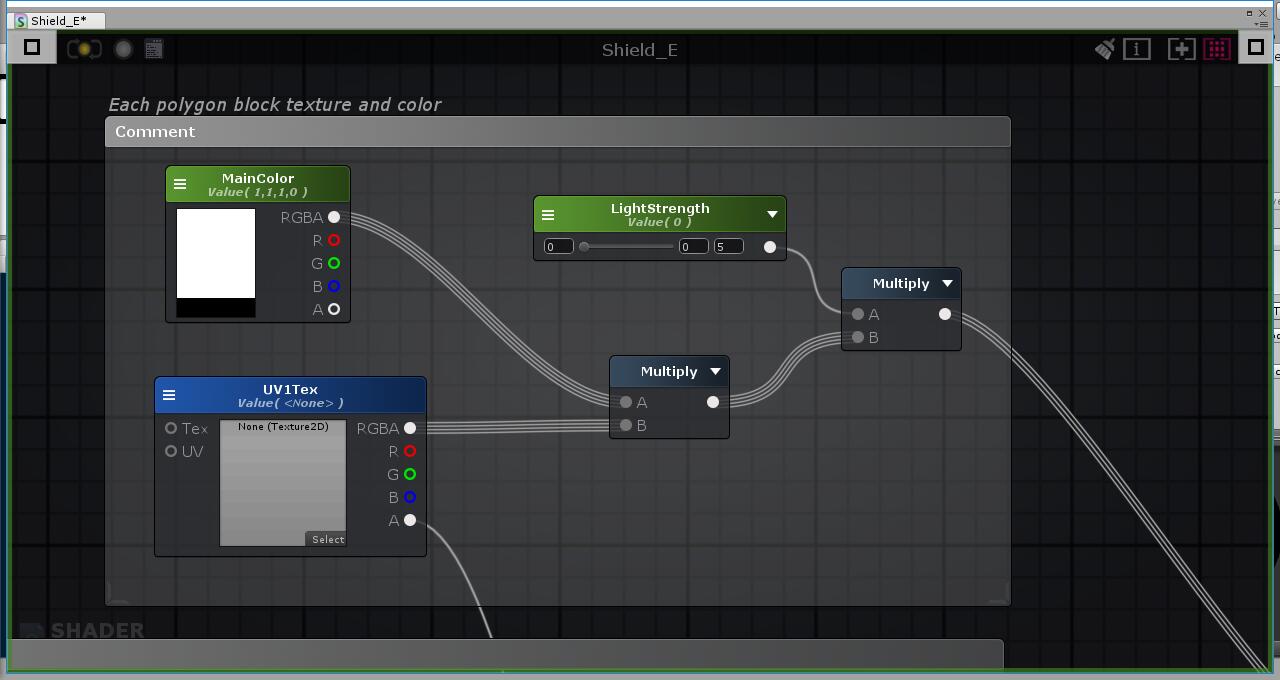 Shield_E*
Shield_E
Each polygon block texture and color
Comment
MainColor
Value( 1,1,1,0 )
RGBA
R
G
B
A
LightStrength
Value( 0 )
0
0
5
Multiply
A
B
Multiply
A
B
UV1Tex
Value( <None> )
Tex
UV
None (Texture2D)
Select
RGBA
R
G
B
A
SHADER